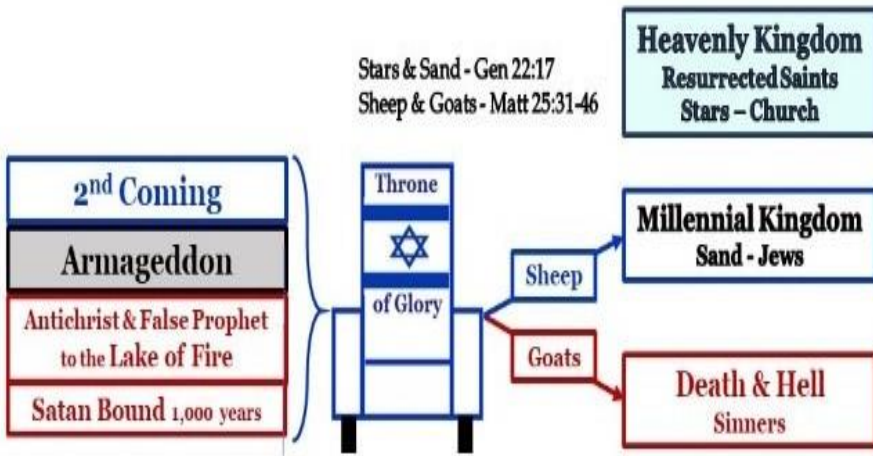 Stars & Sand - Gen 22:17
Sheep & Goats - Matt 25:31-46
Heavenly Kingdom
Resurrected Saints
Stars – Church
2nd Coming
Armageddon
Antichrist & False Prophet
to the Lake of Fire
Satan Bound 1,000 years
Throne
of Glory
Sheep
Goats
Millennial Kingdom
Sand - Jews
Death & Hell
Sinners